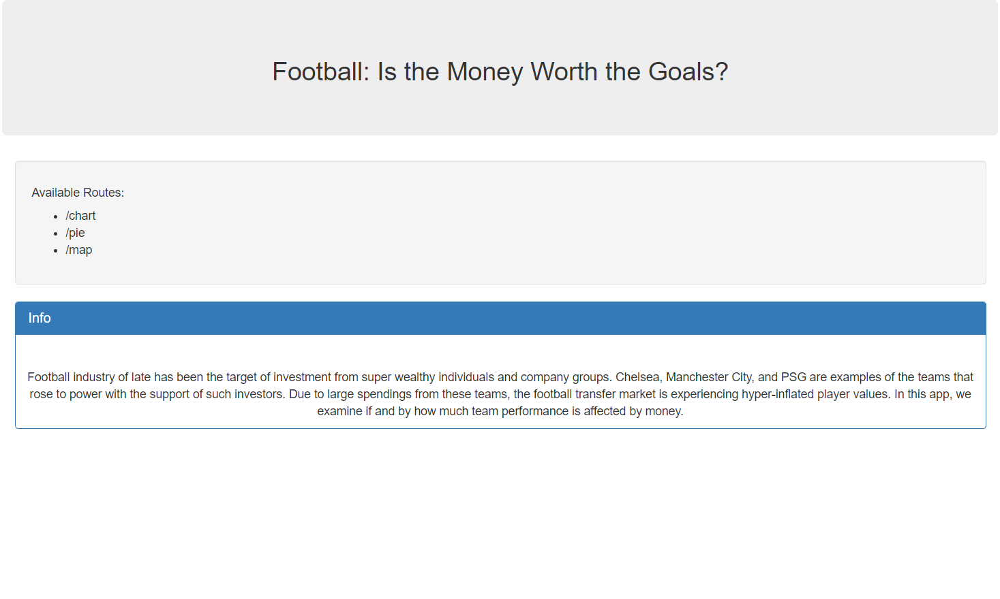 Football: Is the Money Worth the Goals?
Available Routes:
/chart
/pie
/map
Info
Football industry of late has been the target of investment from super wealthy individuals and company groups. Chelsea, Manchester City, and PSG are examples of the teams that
rose to power with the support of such investors. Due to large spendings from these teams, the football transfer market is experiencing hyper-inflated player values. In this app, we
examine if and by how much team performance is affected by money.